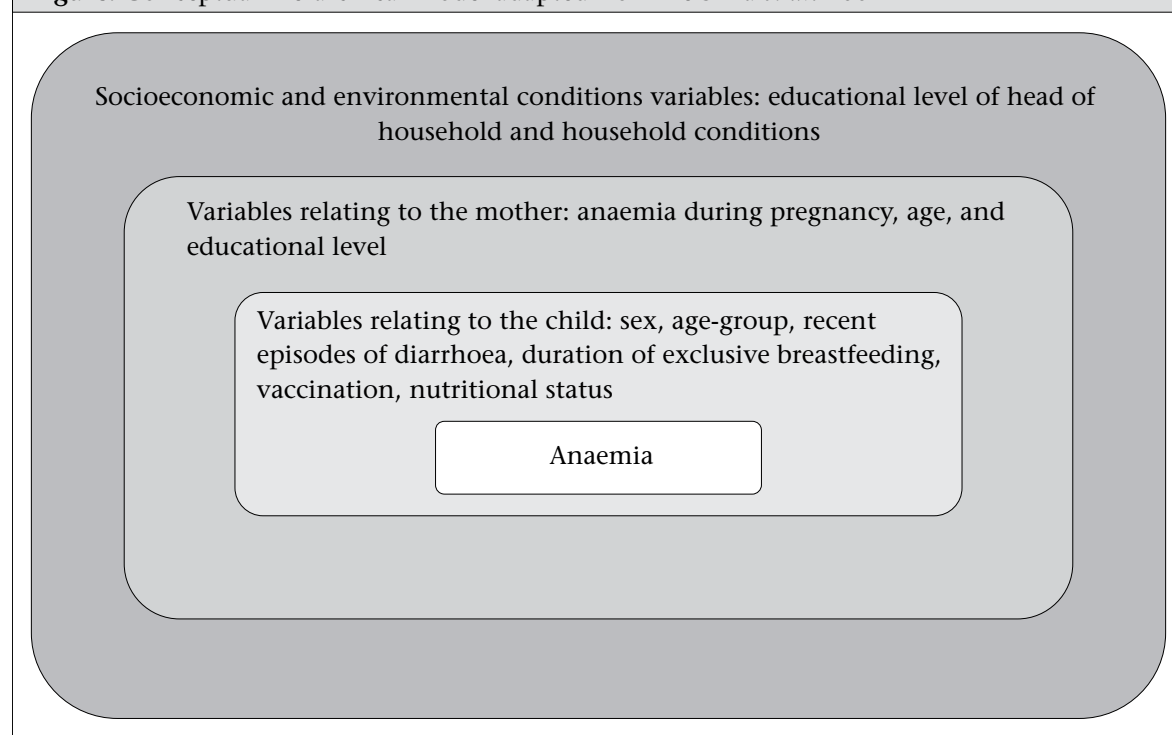 Socioeconomic and environmental conditions variables: educational level of head of
household and household conditions
Variables relating to the mother: anaemia during pregnancy, age, and
educational level
Variables relating to the child: sex, age-group, recent
episodes of diarrhoea, duration of exclusive breastfeeding,
vaccination, nutritional status
Anaemia